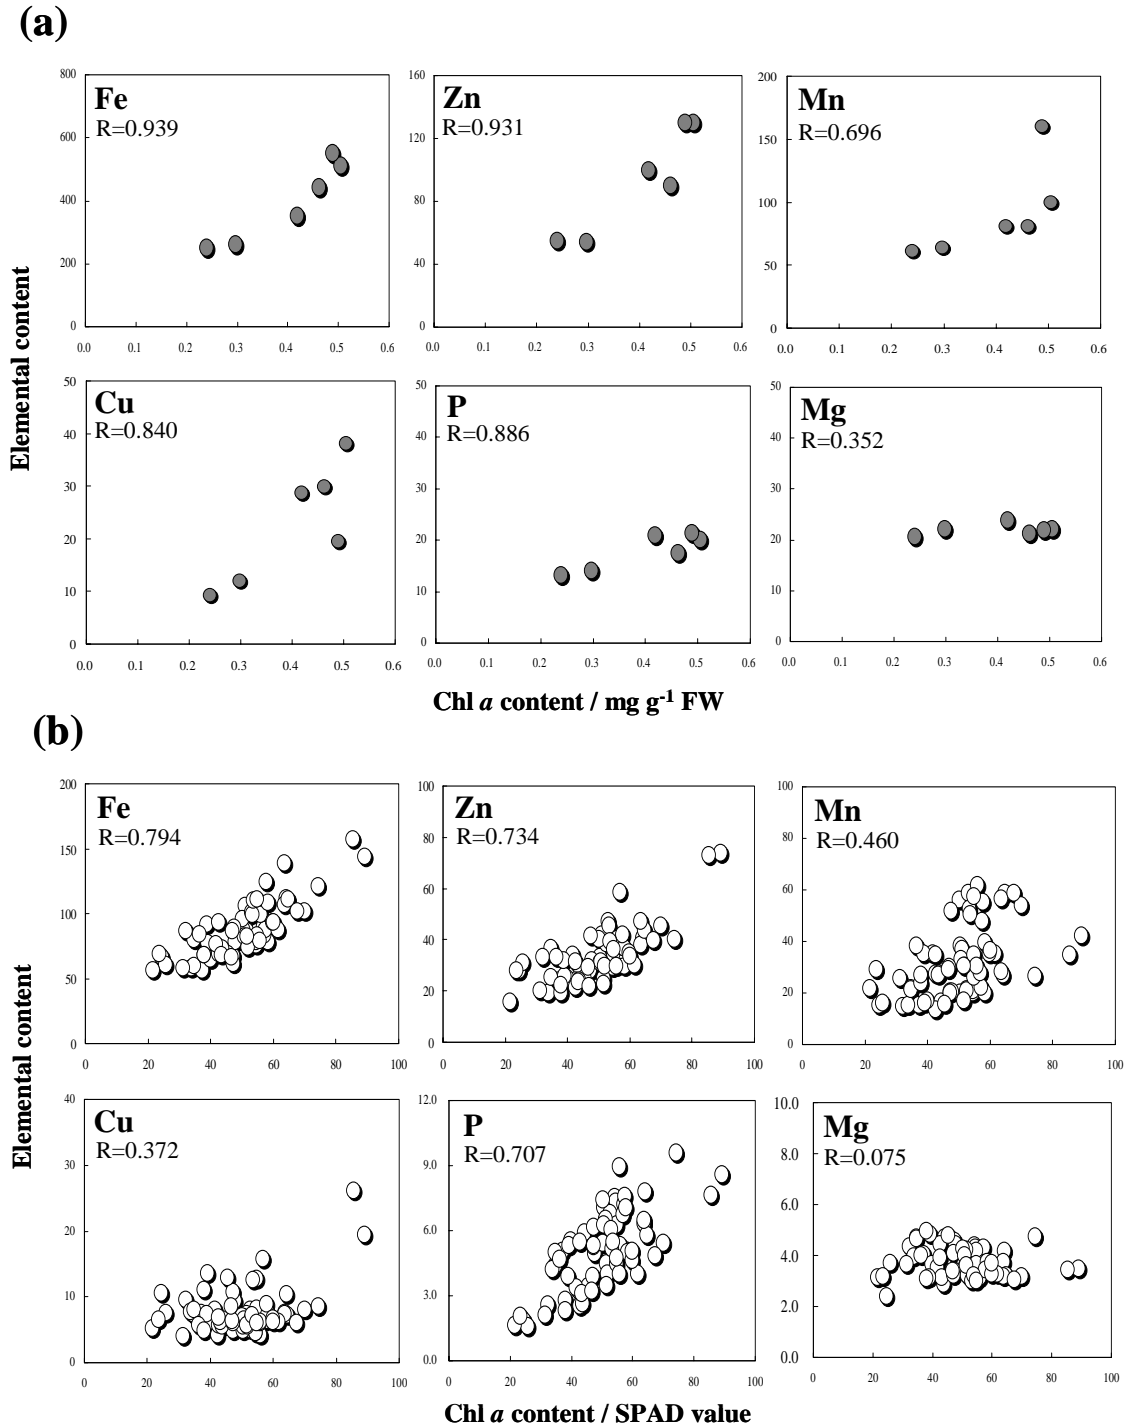 (a)
Elemental content
Fe
R=0.939
800
600
400
200
0
0.0 0.1 0.2 0.3 0.4 0.5 0.6
Zn
R=0.931
160
120
80
40
0
0.0 0.1 0.2 0.3 0.4 0.5 0.6
Mn
R=0.696
200
150
100
50
0
0.0 0.1 0.2 0.3 0.4 0.5 0.6
Cu
R=0.840
50
40
30
20
10
0
0.0 0.1 0.2 0.3 0.4 0.5 0.6
P
R=0.886
50
40
30
20
10
0
0.0 0.1 0.2 0.3 0.4 0.5 0.6
Mg
R=0.352
50
40
30
20
10
0
0.0 0.1 0.2 0.3 0.4 0.5 0.6
Chl a content / mg g-1 FW
(b)
Elemental content
Fe
R=0.794
200
150
100
50
0
0 20 40 60 80 100
Zn
R=0.734
100
80
60
40
20
0
0 20 40 60 80 100
Mn
R=0.460
100
80
60
40
20
0
0 20 40 60 80 100
Cu
R=0.372
40
30
20
10
0
0 20 40 60 80 100
P
R=0.707
12.0
9.0
6.0
3.0
0.0
0 20 40 60 80 100
Mg
R=0.075
10.0
8.0
6.0
4.0
2.0
0.0
0 20 40 60 80 100
Chl a content / SPAD value